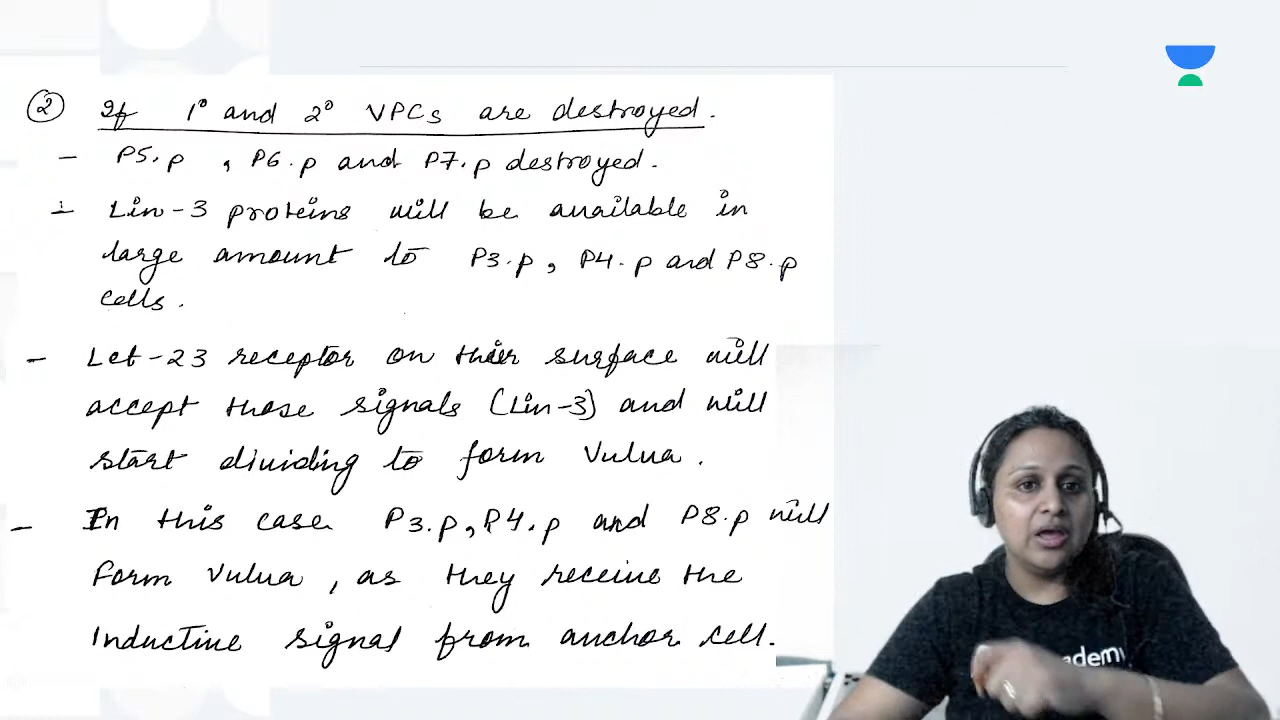 ② If 1° and 2° VPCs are destroyed.
- P5.p, P6.p and P7.p destroyed.
- Lin-3 proteins will be available in
large amount to P3.p, P4.p and P8.p
cells.
- Let-23 receptor on their surface will
accept those signals (Lin-3) and will
start dividing to form Vulva.
- In this case P3.p, P4.p and P8.p will
form Vulva, as they receive the
Inductive signal from anchor cell.
ademy